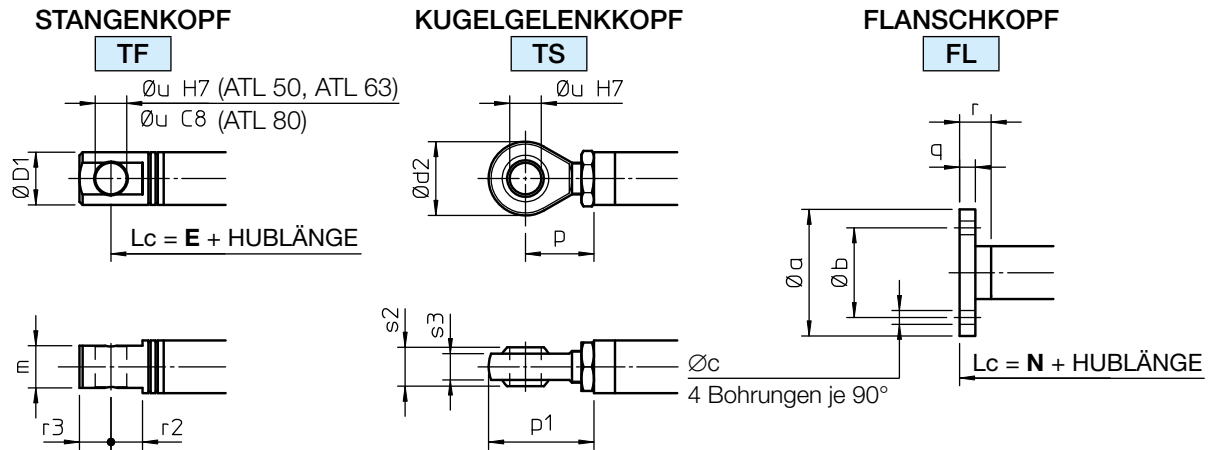 STANGENKOPF
TF
Øu H7 (ATL 50, ATL 63)
Øu C8 (ATL 80)
ØD1
Lc = E + HUBLÄNGE
m
r3
r2
KUGELGELENKKOPF
TS
Øu H7
Ød2
p
s2
s3
p1
FLANSCHKOPF
FL
r
q
Øa
Øb
Øc
4 Bohrungen je 90°
Lc = N + HUBLÄNGE